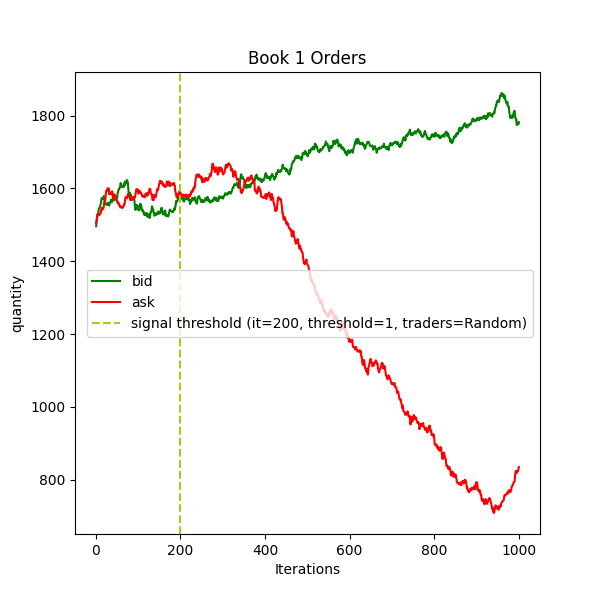 Book 1 Orders
1800
1600
1400
1200
1000
800
quantity
bid
ask
signal threshold (it=200, threshold=1, traders=Random)
0 200 400 600 800 1000
Iterations